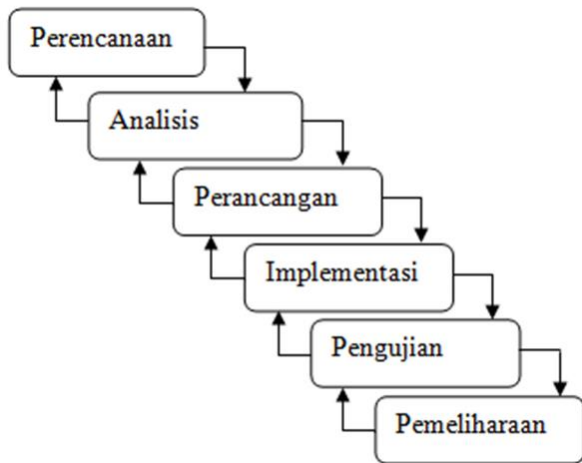 Perencanaan
Analisis
Perancangan
Implementasi
Pengujian
Pemeliharaan